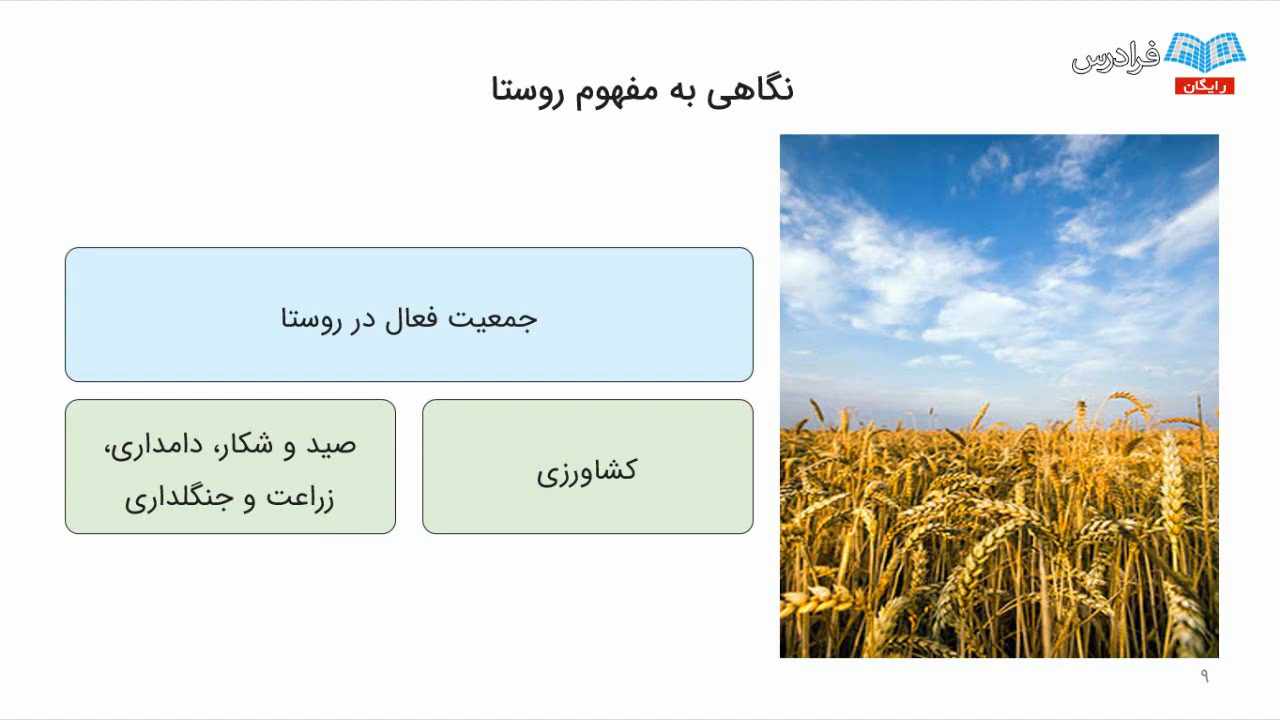 فرادرس
رایگان
نگاهی به مفهوم روستا
جمعیت فعال در روستا
کشاورزی
صید و شکار، دامداری،
زراعت و جنگلداری
۹